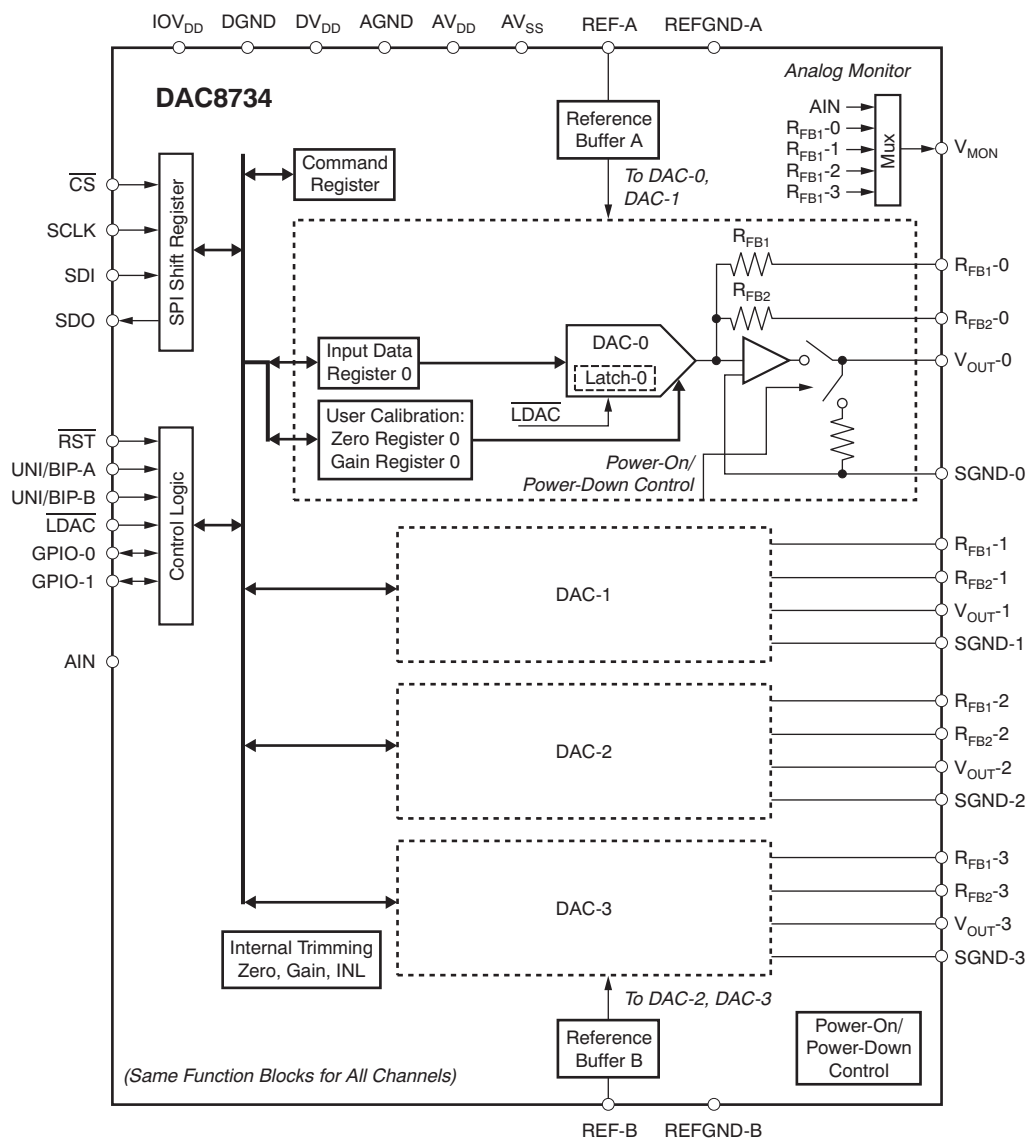 IOVDD DGND DVDD AGND AVDD AVSS REF-A REFGND-A
DAC8734
Analog Monitor
Reference
Buffer A
AIN
RFB1-0
RFB1-1
RFB1-2
RFB1-3
Mux
VMON
Command
Register
To DAC-0,
DAC-1
CS
SCLK
SDI
SDO
SPI Shift Register
RFB1
RFB2
RFB1-0
RFB2-0
VOUT-0
SGND-0
Input Data
Register 0
DAC-0
Latch-0
LDAC
User Calibration:
Zero Register 0
Gain Register 0
Power-On/
Power-Down Control
RST
UNI/BIP-A
UNI/BIP-B
LDAC
GPIO-0
GPIO-1
Control Logic
AIN
DAC-1
RFB1-1
RFB2-1
VOUT-1
SGND-1
DAC-2
RFB1-2
RFB2-2
VOUT-2
SGND-2
DAC-3
RFB1-3
RFB2-3
VOUT-3
SGND-3
Internal Trimming
Zero, Gain, INL
To DAC-2, DAC-3
Reference
Buffer B
Power-On/
Power-Down
Control
(Same Function Blocks for All Channels)
REF-B REFGND-B